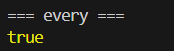 === every ===
true